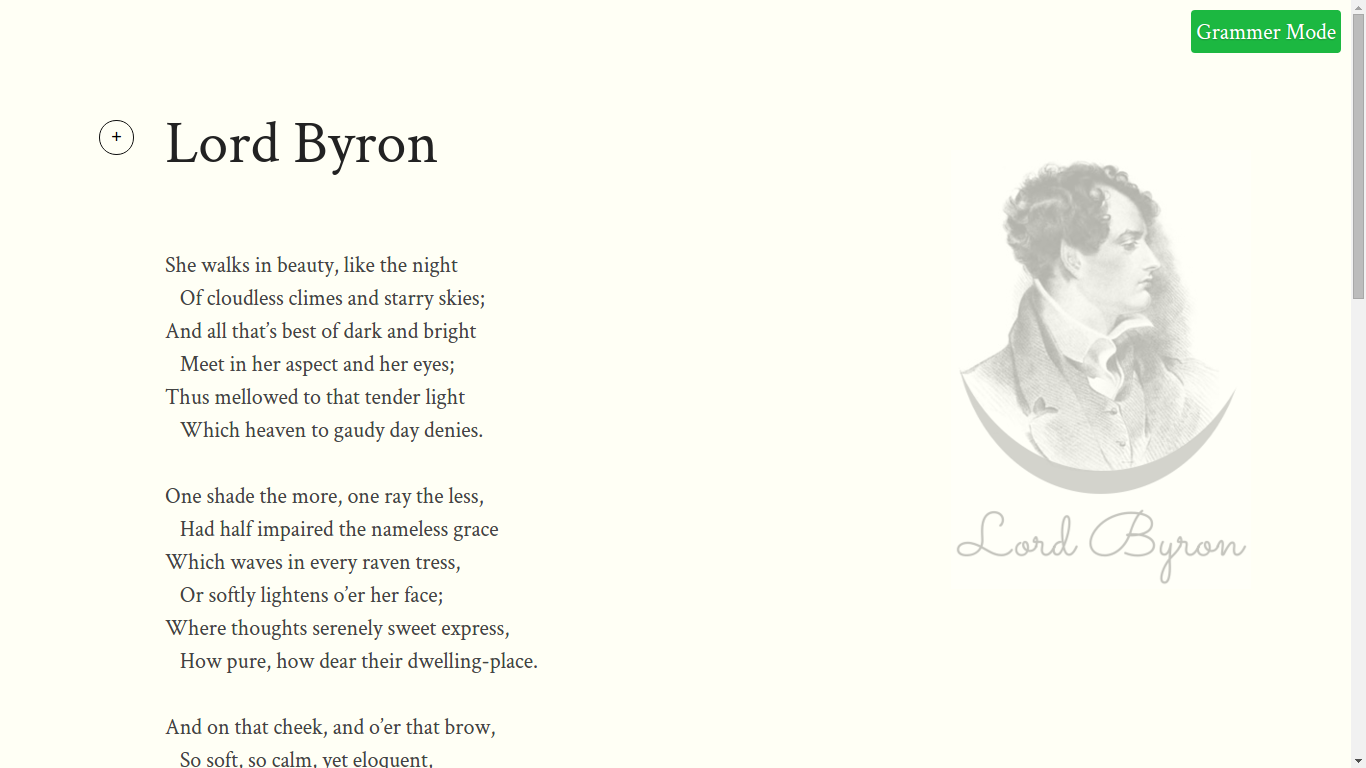 Grammer Mode
+
Lord Byron
She walks in beauty, like the night
Of cloudless climes and starry skies;
And all that’s best of dark and bright
Meet in her aspect and her eyes;
Thus mellowed to that tender light
Which heaven to gaudy day denies.
One shade the more, one ray the less,
Had half impaired the nameless grace
Which waves in every raven tress,
Or softly lightens o’er her face;
Where thoughts serenely sweet express,
How pure, how dear their dwelling-place.
And on that cheek, and o’er that brow,
So soft, so calm, yet eloquent,
Lord Byron